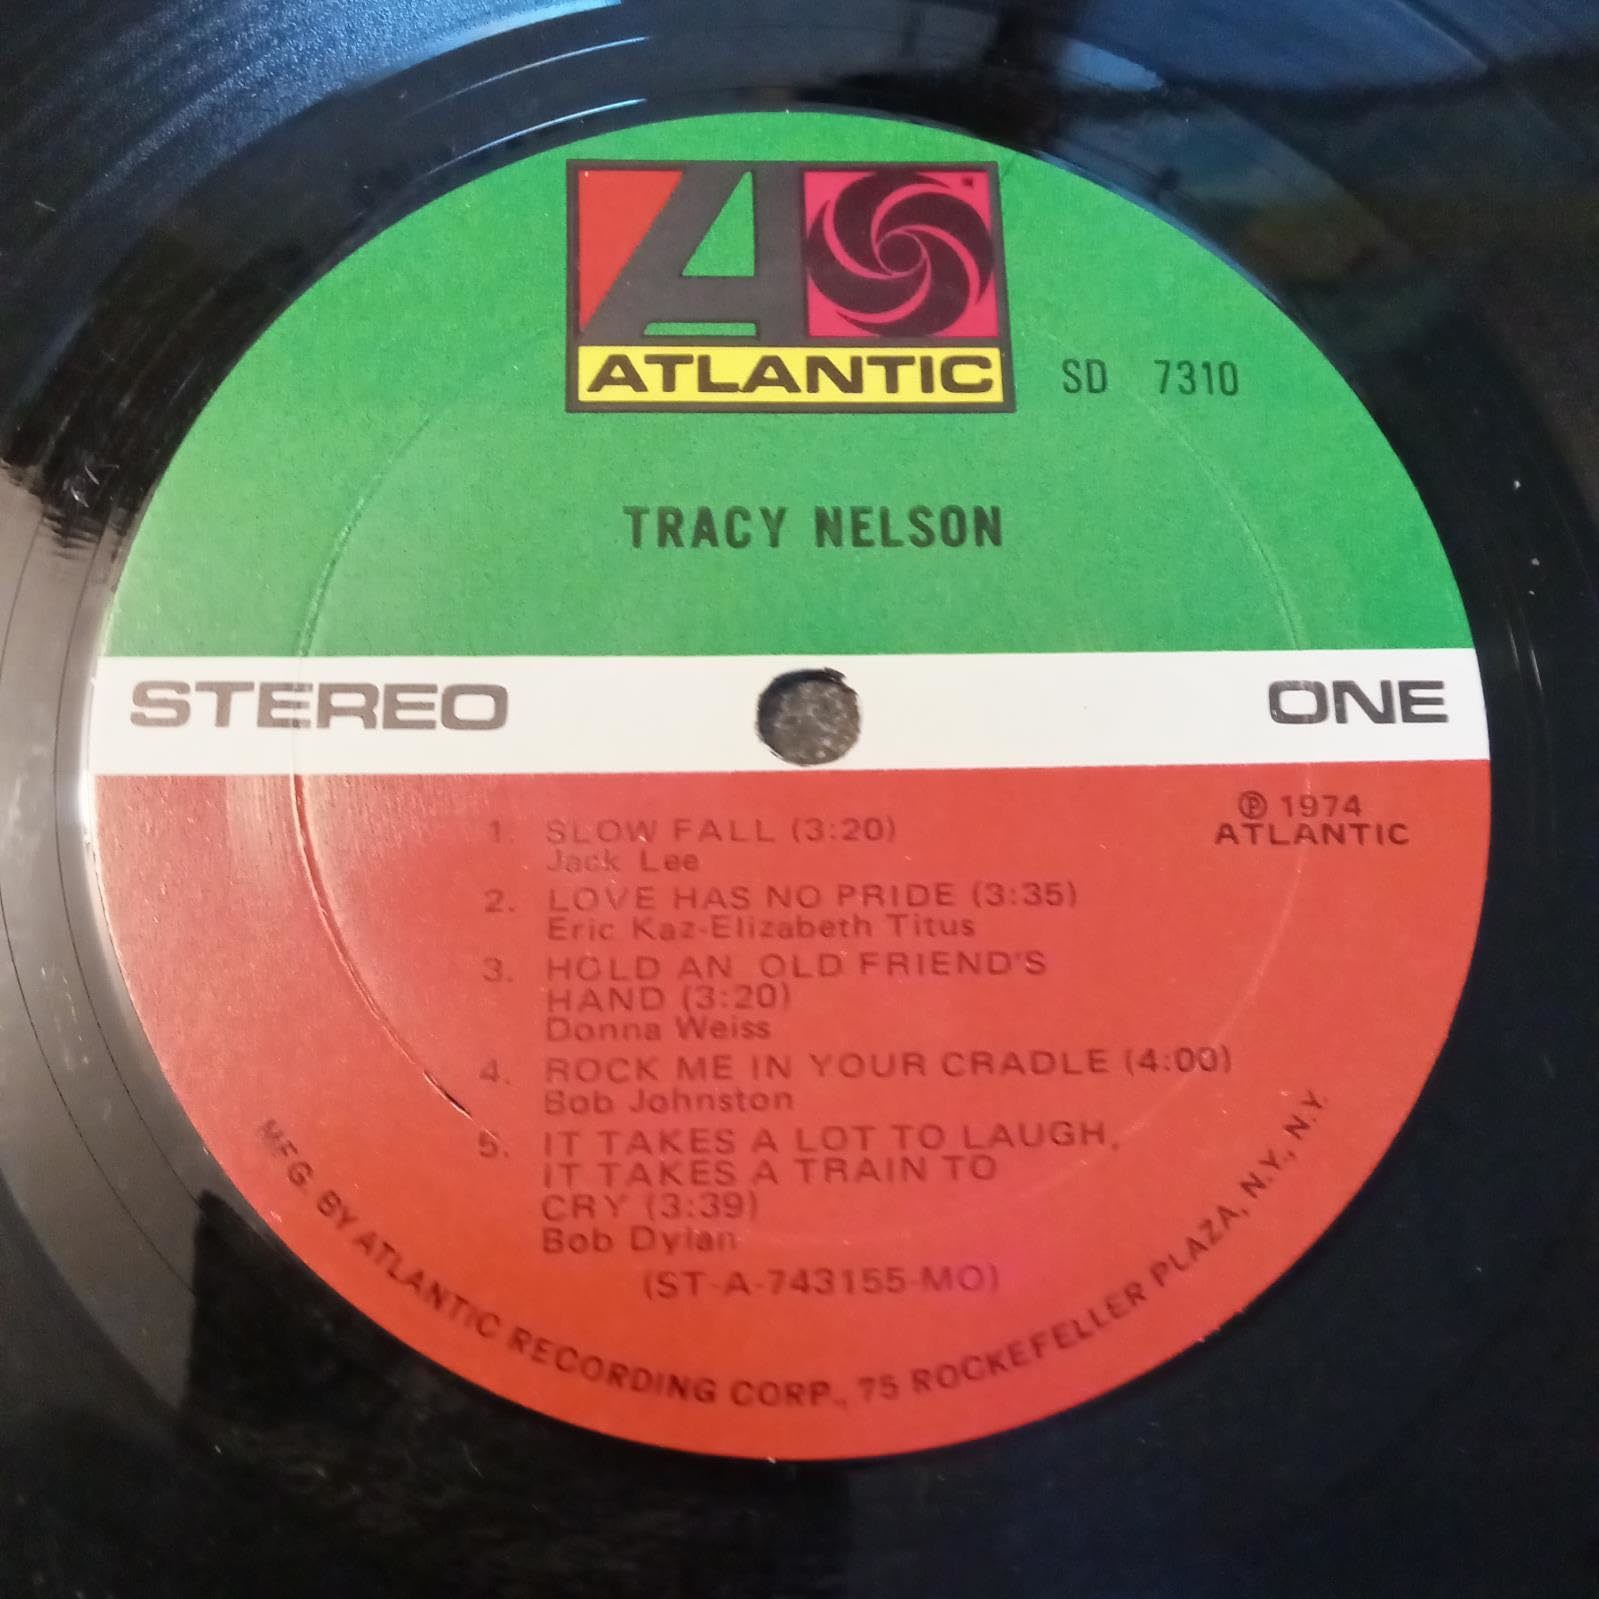 ATLANTIC
SD 7310
TRACY NELSON
STEREO
ONE
℗ 1974
ATLANTIC
1. SLOW FALL (3:20)
Jack Lee
2. LOVE HAS NO PRIDE (3:35)
Eric Kaz-Elizabeth Titus
3. HOLD AN OLD FRIEND'S
HAND (3:20)
Donna Weiss
4. ROCK ME IN YOUR CRADLE (4:00)
Bob Johnston
5. IT TAKES A LOT TO LAUGH,
IT TAKES A TRAIN TO
CRY (3:39)
Bob Dylan
(ST-A-743155-MO)
MFG. BY ATLANTIC RECORDING CORP., 75 ROCKEFELLER PLAZA, N.Y., N.Y.